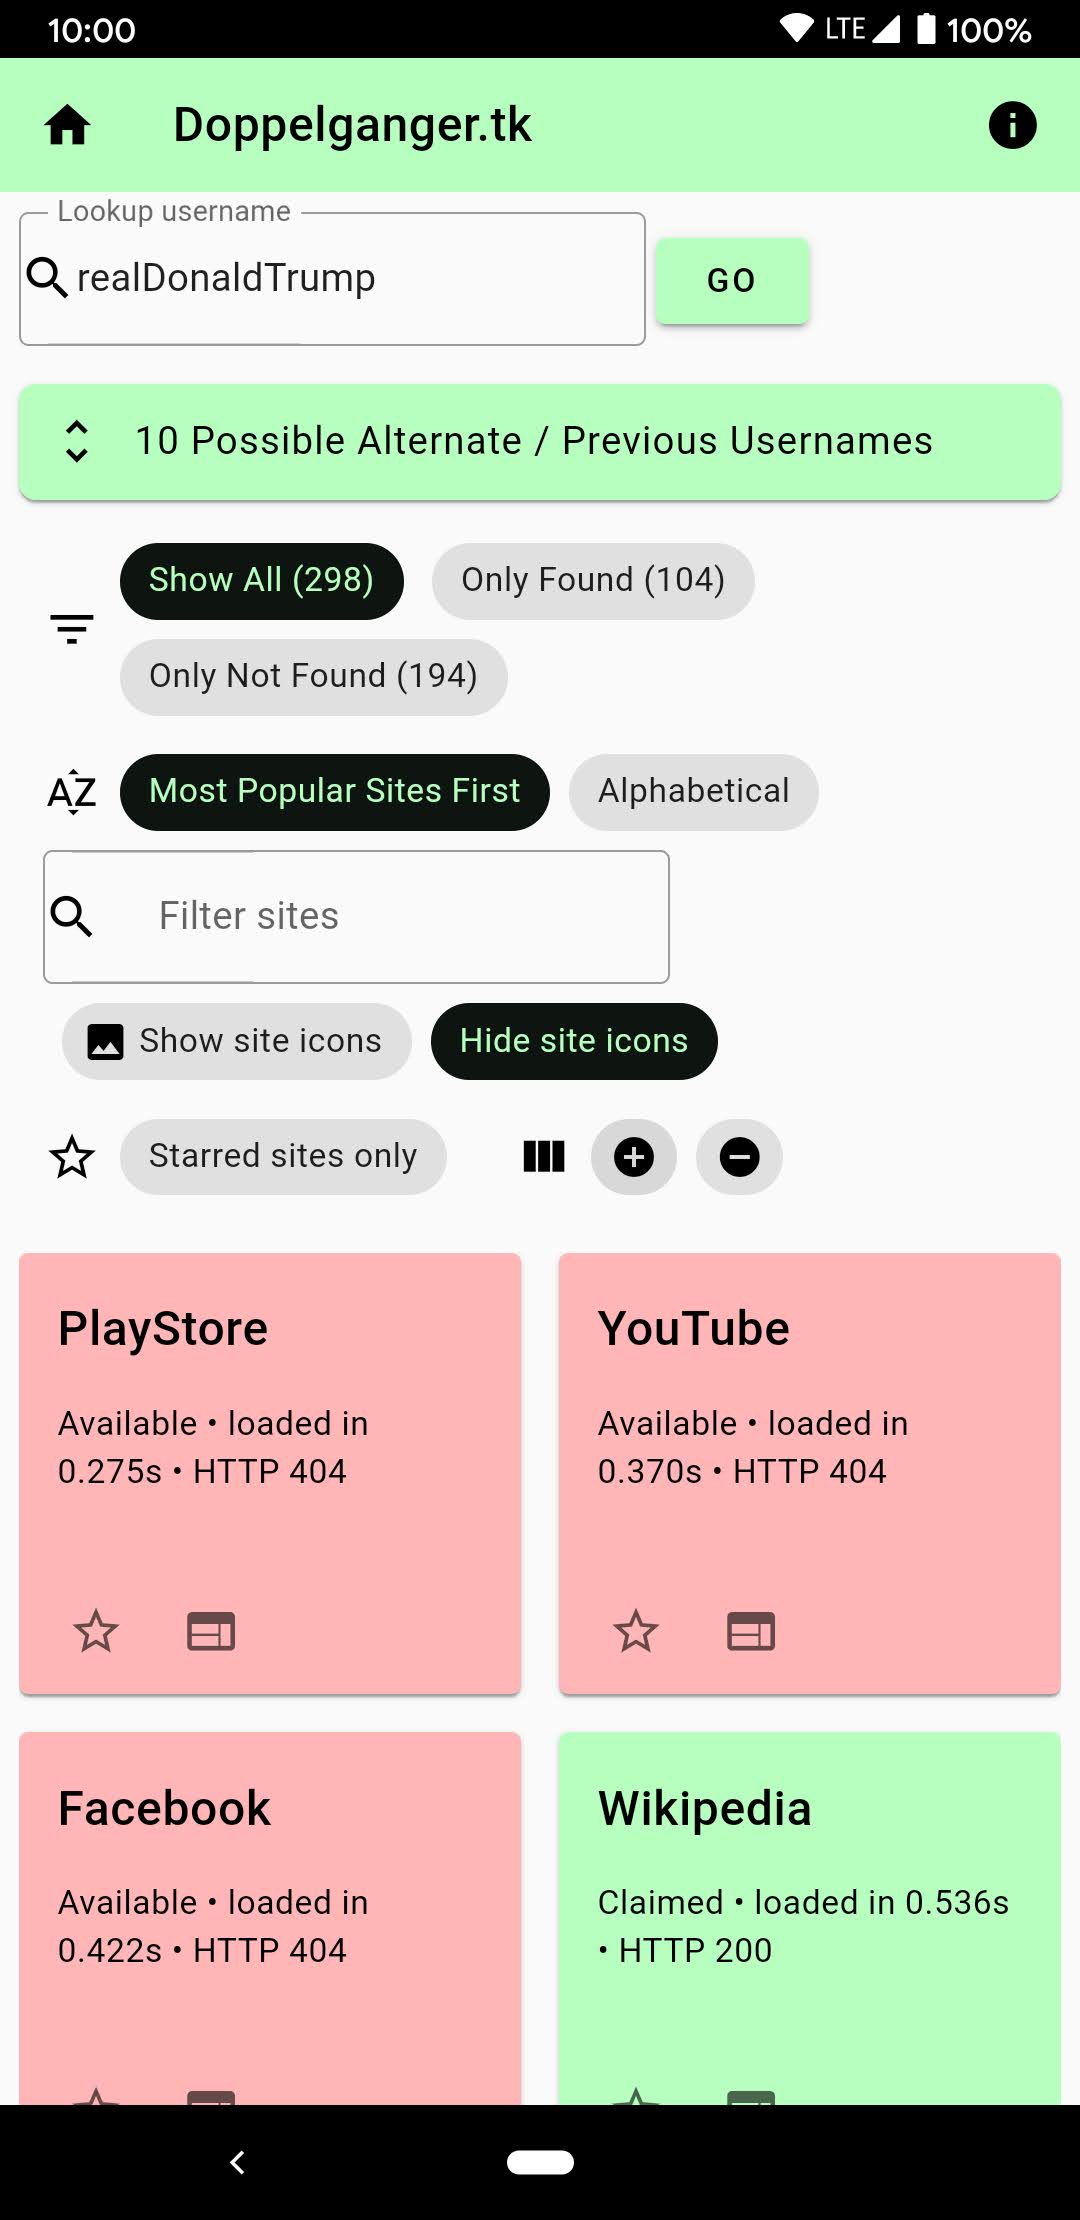 10:00
LTE 100%
Doppelganger.tk
Lookup username
realDonaldTrump
GO
10 Possible Alternate / Previous Usernames
Show All (298)
Only Found (104)
Only Not Found (194)
AZ
Most Popular Sites First
Alphabetical
Filter sites
Show site icons
Hide site icons
Starred sites only
PlayStore
Available • loaded in
0.275s • HTTP 404
YouTube
Available • loaded in
0.370s • HTTP 404
Facebook
Available • loaded in
0.422s • HTTP 404
Wikipedia
Claimed • loaded in 0.536s
• HTTP 200